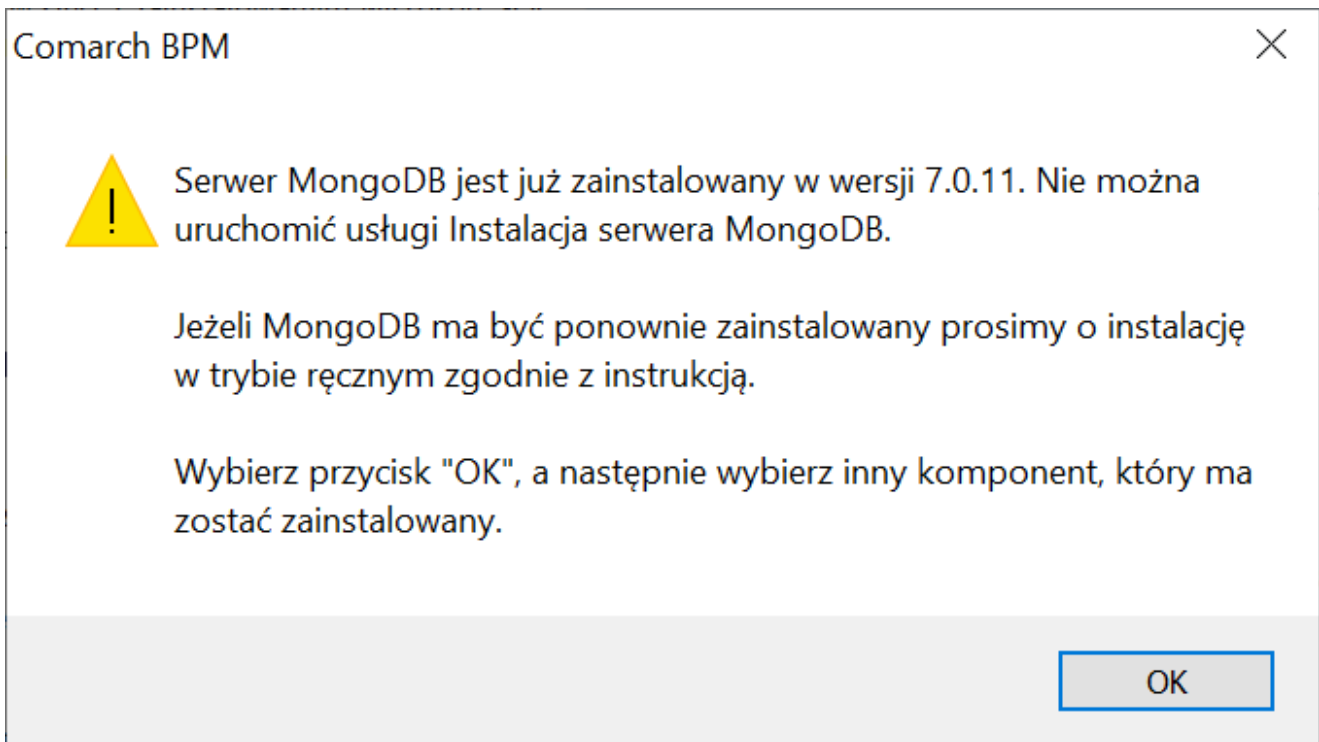 Comarch BPM
Serwer MongoDB jest już zainstalowany w wersji 7.0.11. Nie można
uruchomić usługi Instalacja serwera MongoDB.
Jeżeli MongoDB ma być ponownie zainstalowany prosimy o instalację
w trybie ręcznym zgodnie z instrukcją.
Wybierz przycisk "OK", a następnie wybierz inny komponent, który ma
zostać zainstalowany.
OK